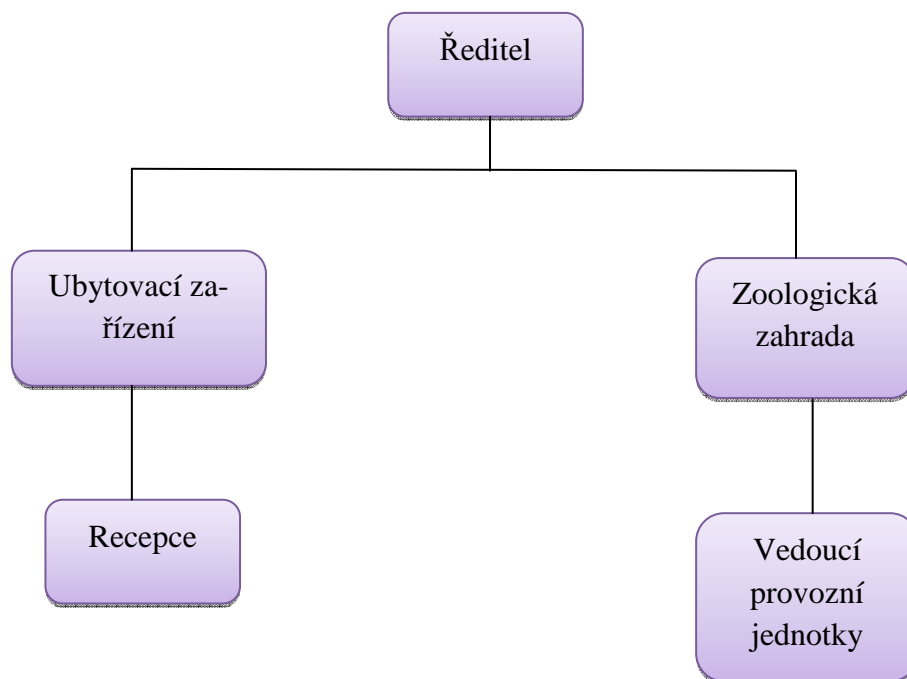 Ředitel
Ubytovací za-
řízení
Zoologická
zahrada
Recepce
Vedoucí
provozní
jednotky